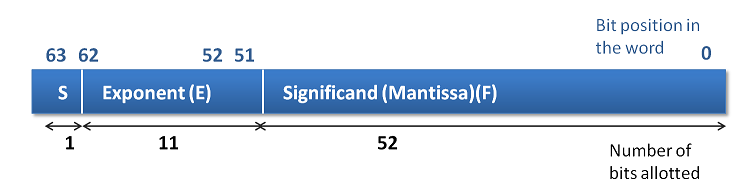 Bit position in
the word
63 62 52 51 0
S Exponent (E) Significand (Mantissa)(F)
1 11 52
Number of
bits allotted